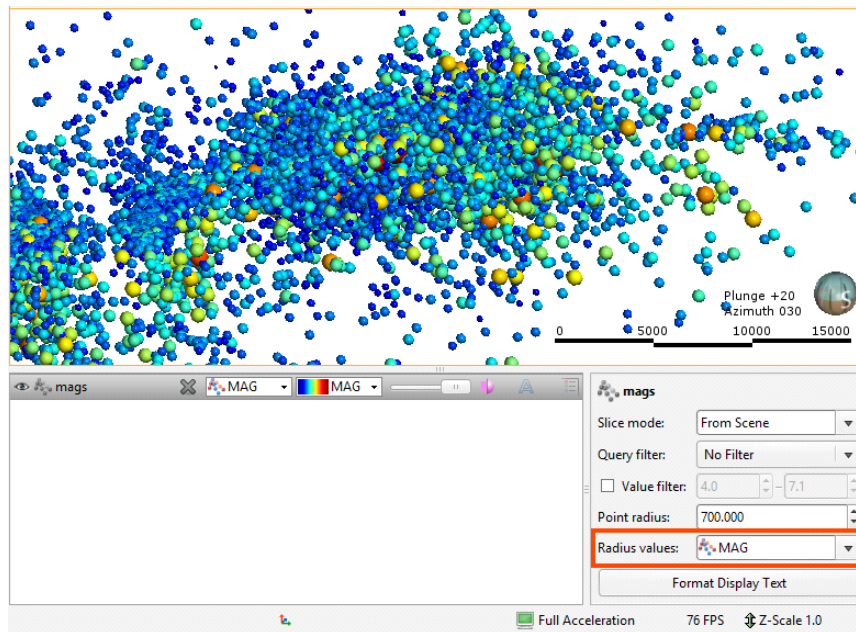 Plunge +20
Azimuth 030
S
0 5000 10000 15000
mags MAG MAG A
mags
Slice mode: From Scene
Query filter: No Filter
Value filter: 4.0 – 7.1
Point radius: 700.000
Radius values: MAG
Format Display Text
Full Acceleration 76 FPS Z-Scale 1.0